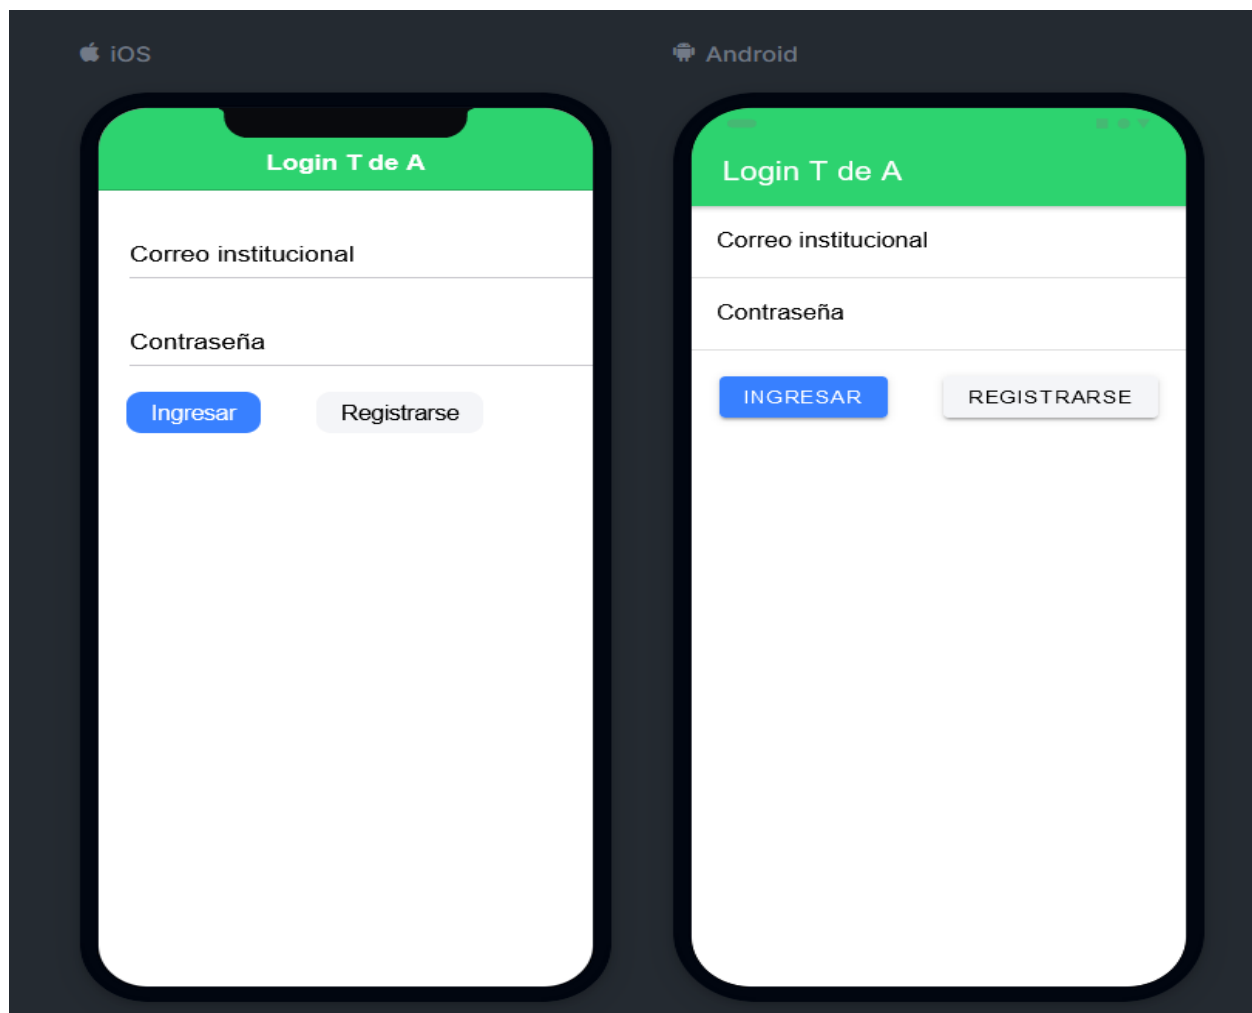 iOS
Login T de A
Correo institucional
Contraseña
Ingresar
Registrarse
Android
Login T de A
Correo institucional
Contraseña
INGRESAR
REGISTRARSE